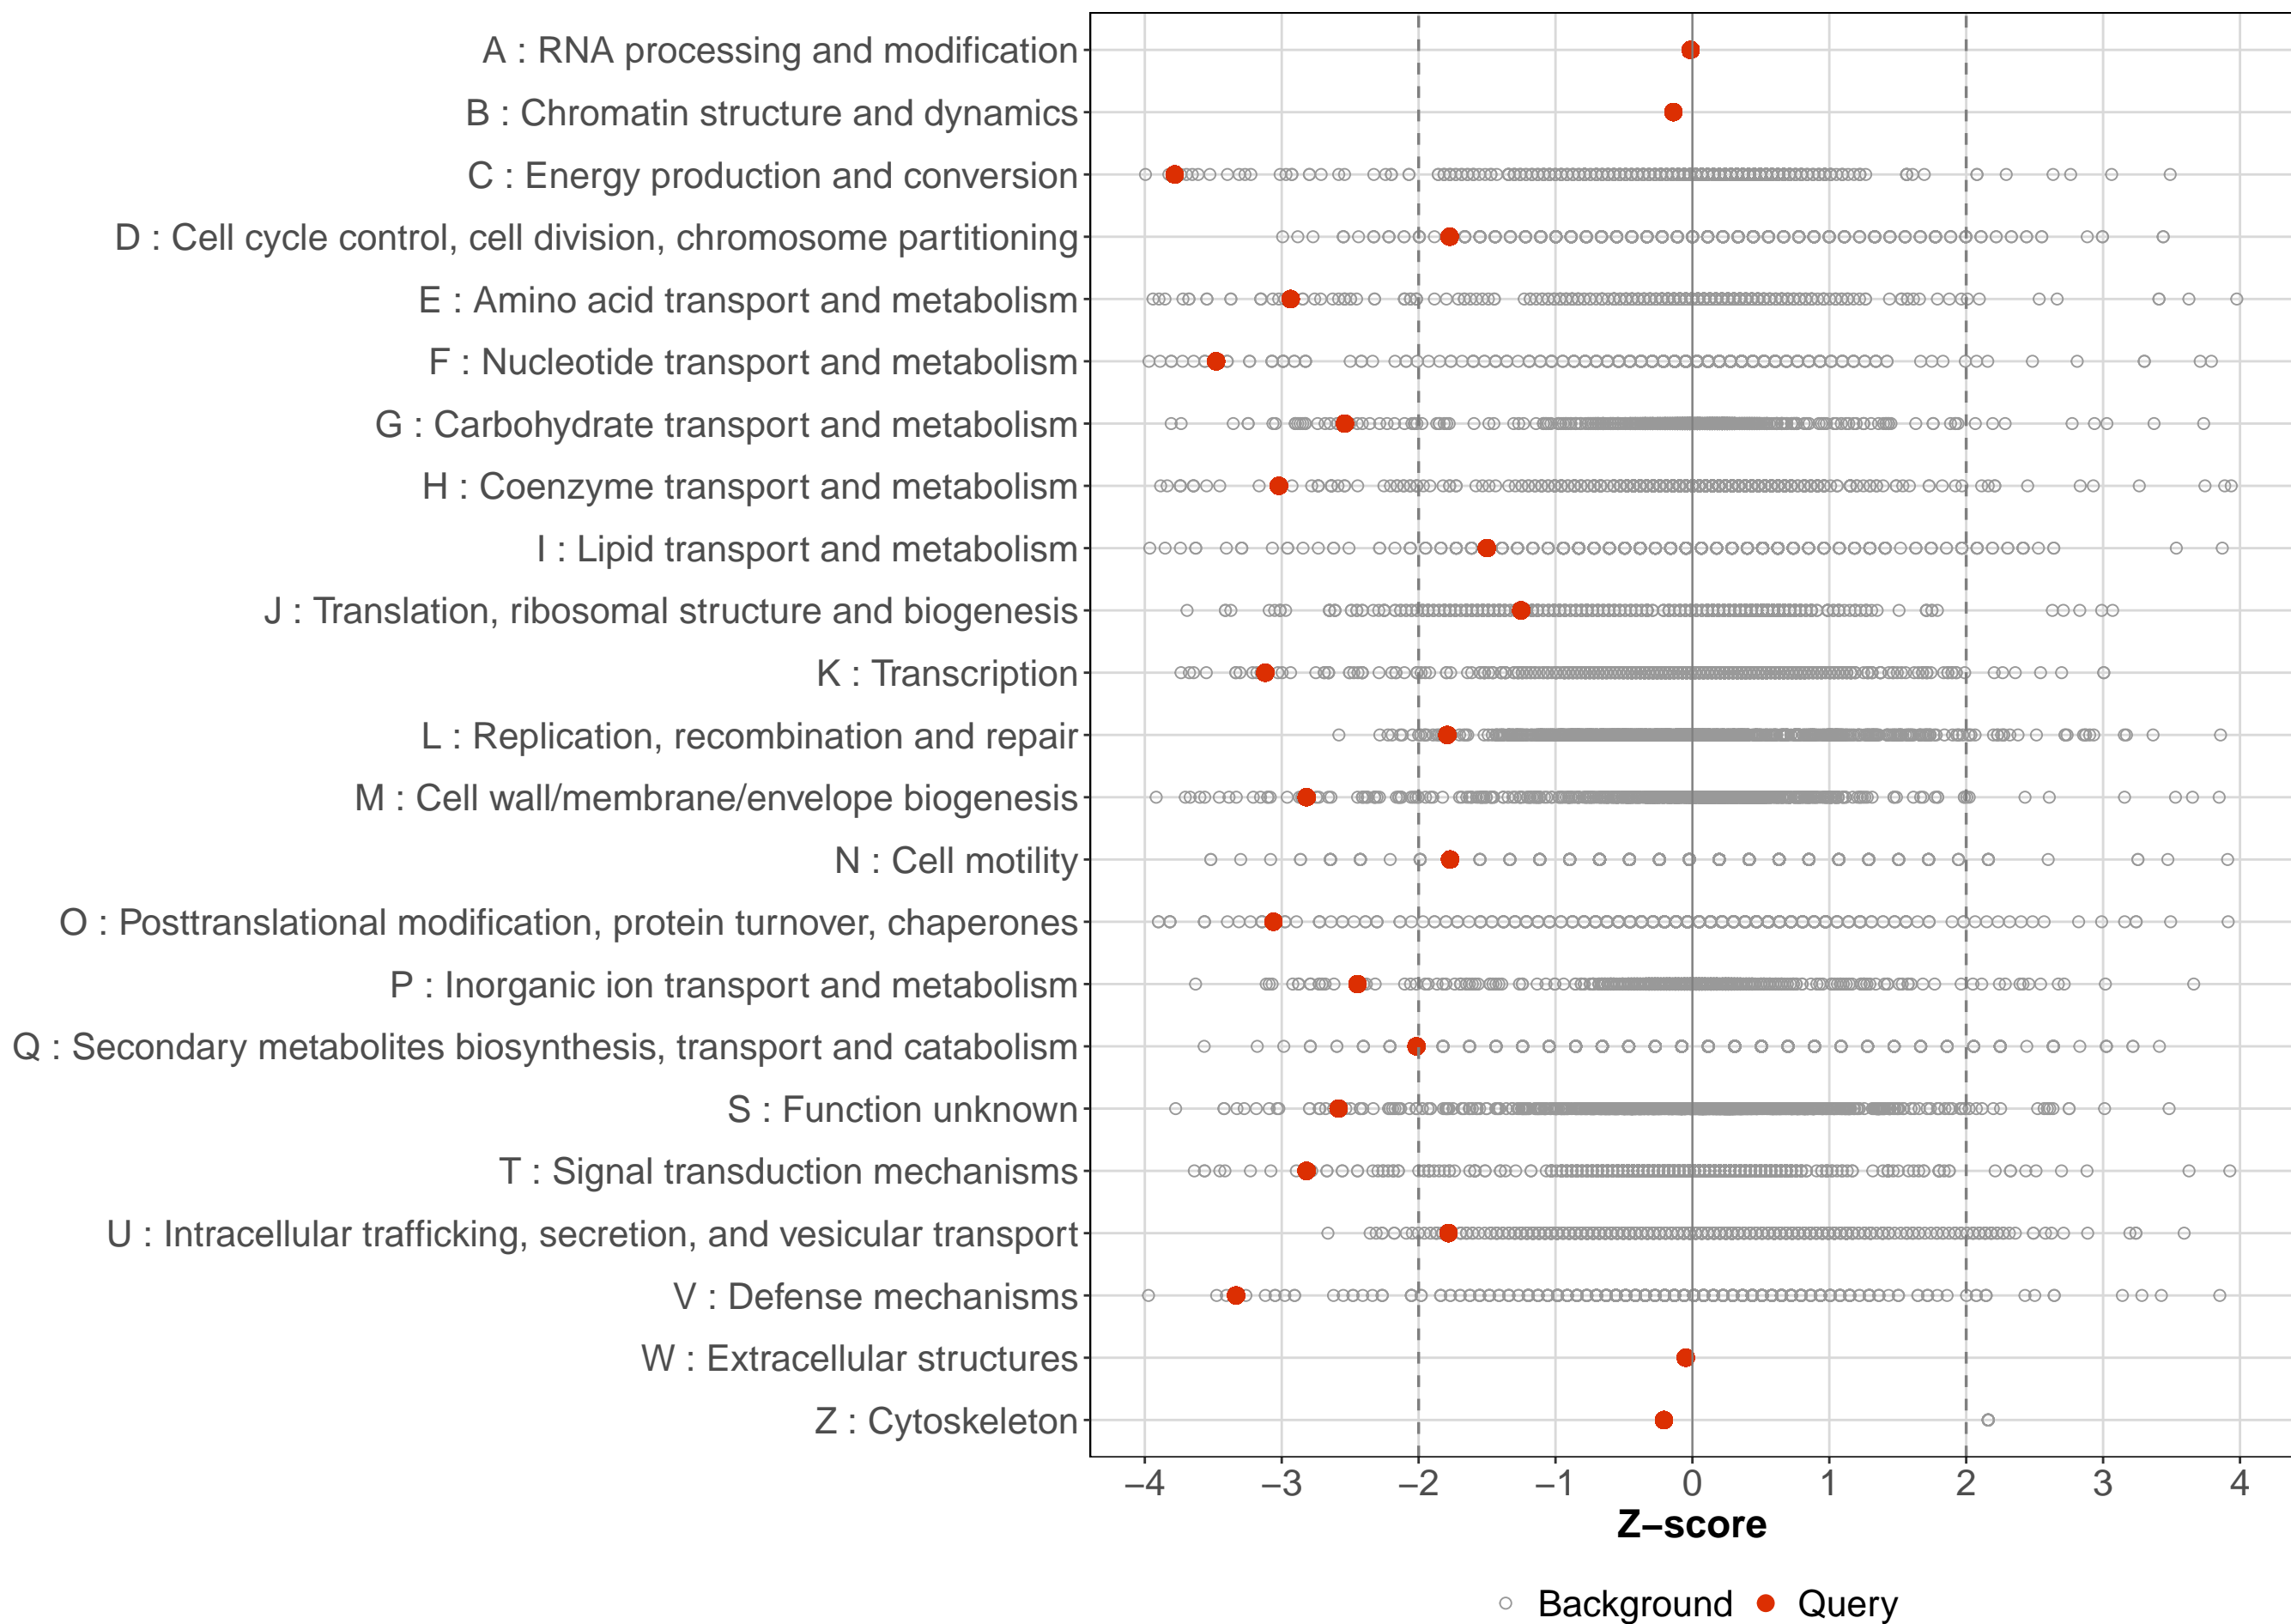 A : RNA processing and modification
B : Chromatin structure and dynamics
C : Energy production and conversion
D : Cell cycle control, cell division, chromosome partitioning
E : Amino acid transport and metabolism
F : Nucleotide transport and metabolism
G : Carbohydrate transport and metabolism
H : Coenzyme transport and metabolism
I : Lipid transport and metabolism
J : Translation, ribosomal structure and biogenesis
K : Transcription
L : Replication, recombination and repair
M : Cell wall/membrane/envelope biogenesis
N : Cell motility
O : Posttranslational modification, protein turnover, chaperones
P : Inorganic ion transport and metabolism
Q : Secondary metabolites biosynthesis, transport and catabolism
S : Function unknown
T : Signal transduction mechanisms
U : Intracellular trafficking, secretion, and vesicular transport
V : Defense mechanisms
W : Extracellular structures
Z : Cytoskeleton
−4 −3 −2 −1 0 1 2 3 4
Z−score
Background Query